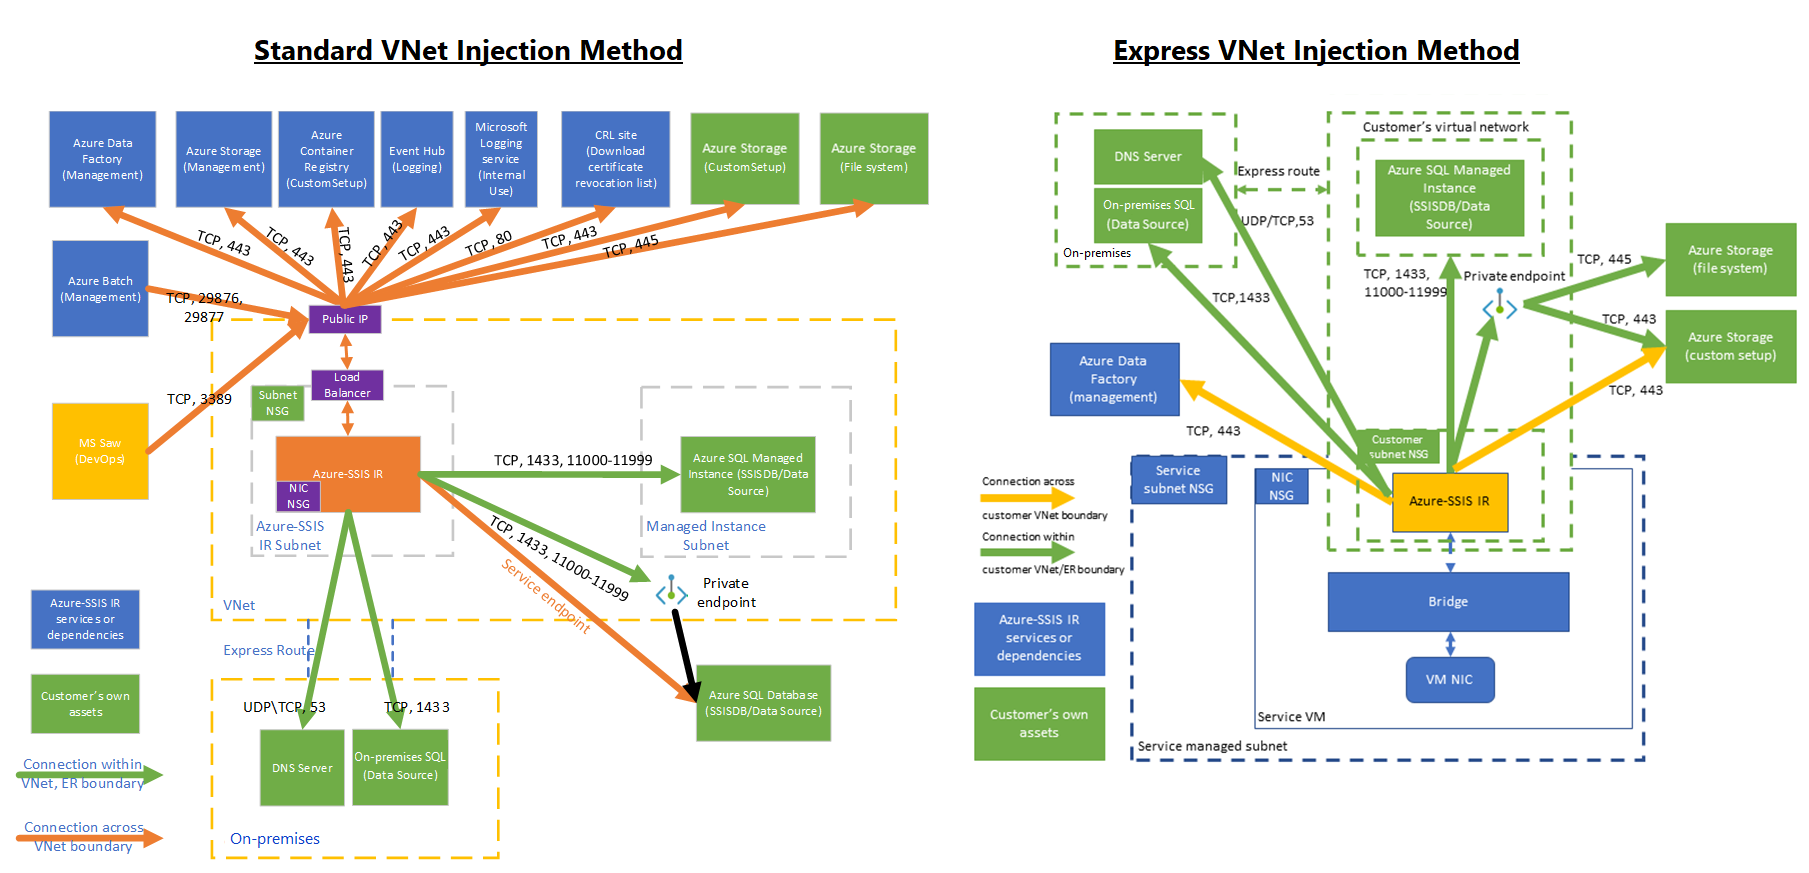 Standard VNet Injection Method
Azure Data
Factory
(Management)
Azure Storage
(Management)
Azure
Container
Registry
(CustomSetup)
Event Hub
(Logging)
Microsoft
Logging
service
(Internal
Use)
CRL site
(Download
certificate
revocation list)
Azure Storage
(CustomSetup)
Azure Storage
(File system)
TCP, 443
TCP, 443
TCP, 443
TCP, 443
TCP, 443
TCP, 80
TCP, 443
TCP, 445
Azure Batch
(Management)
TCP, 29876,
29877
Public IP
Load
Balancer
TCP, 3389
MS Saw
(DevOps)
Subnet
NSG
Azure-SSIS IR
NIC
NSG
Azure-SSIS
IR Subnet
TCP, 1433, 11000-11999
Azure SQL Managed
Instance (SSISDB/Data
Source)
Managed Instance
Subnet
TCP, 1433, 11000-11999
Service endpoint
Private
endpoint
VNet
Express Route
Azure SQL Database
(SSISDB/Data Source)
UDP\TCP, 53
TCP, 1433
DNS Server
On-premises SQL
(Data Source)
On-premises
Azure-SSIS IR
services or
dependencies
Customer's own
assets
Connection within
VNet, ER boundary
Connection across
VNet boundary
Express VNet Injection Method
DNS Server
On-premises SQL
(Data Source)
On-premises
Express route
Customer's virtual network
Azure SQL Managed
Instance
(SSISDB/Data
Source)
UDP/TCP,53
TCP,1433
TCP, 1433,
11000-11999
Private endpoint
TCP, 445
Azure Storage
(file system)
TCP, 443
Azure Storage
(custom setup)
TCP, 443
Azure Data
Factory
(management)
TCP, 443
Customer
subnet NSG
Service
subnet NSG
NIC
NSG
Azure-SSIS IR
Bridge
VM NIC
Service VM
Service managed subnet
Connection across
customer VNet boundary
Connection within
customer VNet/ER boundary
Azure-SSIS IR
services or
dependencies
Customer's own
assets